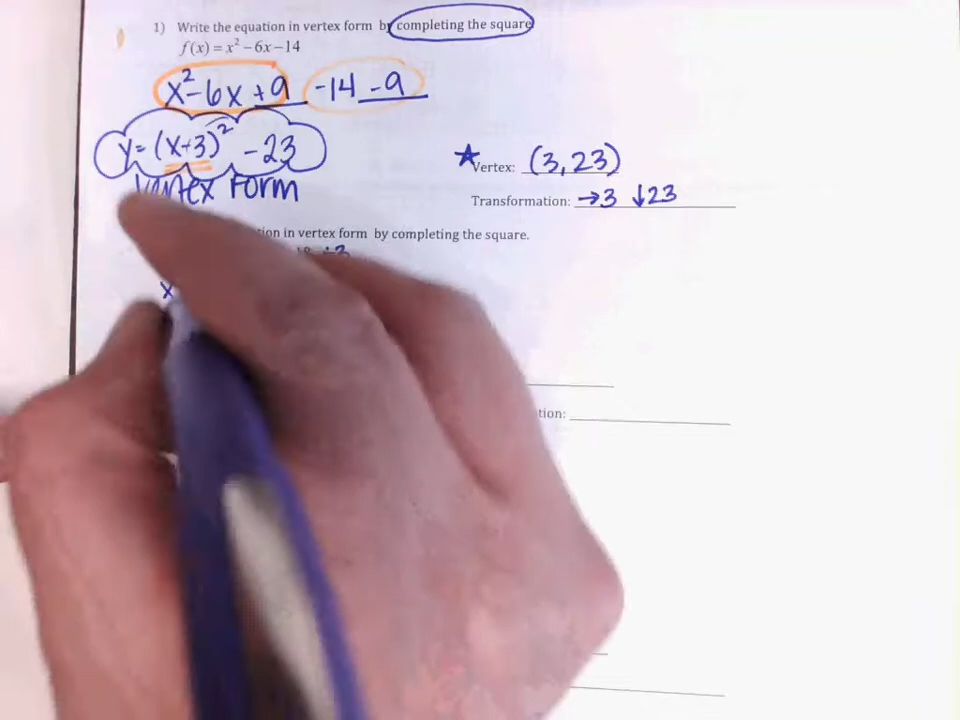 1) Write the equation in vertex form by completing the square
f(x) = x² – 6x – 14
x² - 6x + 9 -14 - 9
y = (x+3)² - 23
vertex form
Vertex: (3, 23)
Transformation: →3 ↓23
in vertex form by completing the square.
x
tion: